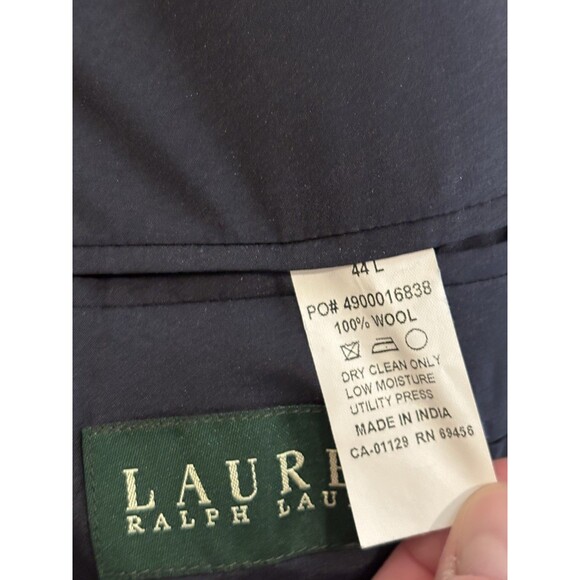 44 L
PO# 4900016838
100% WOOL
DRY CLEAN ONLY
LOW MOISTURE
UTILITY PRESS
MADE IN INDIA
CA-01129 RN 69456
LAURE
RALPH LAU